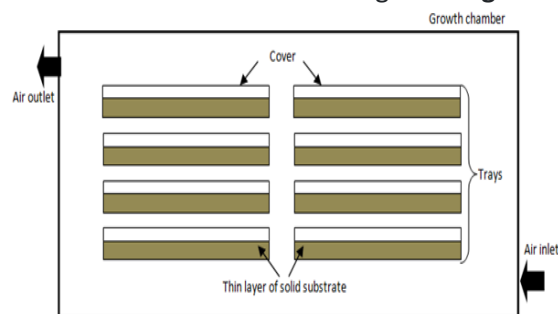 Growth chamber
Cover
Air outlet
Trays
Air inlet
Thin layer of solid substrate